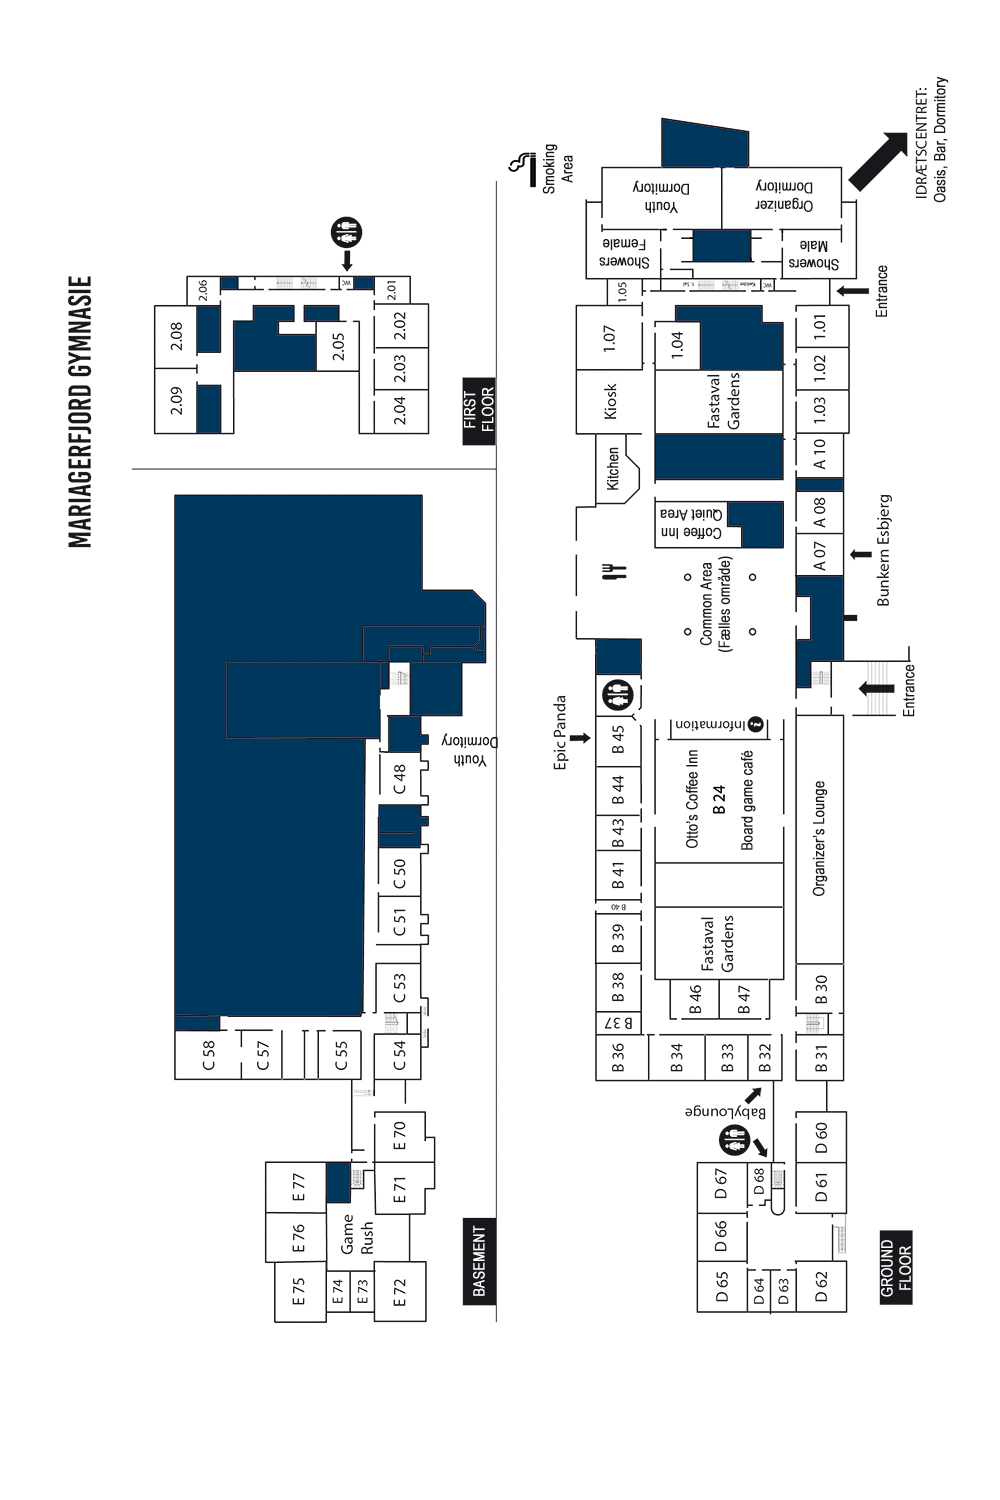 MARIAGERFJORD GYMNASIE
BASEMENT
E 75
E 76
E 77
E 74
E 73
Game
Rush
E 72
E 71
E 70
C 58
C 57
C 55
C 54
C 53
C 51
C 50
C 48
Youth
Dormitory
FIRST
FLOOR
2.09
2.08
2.06
WC
2.05
2.04
2.03
2.02
2.01
GROUND
FLOOR
D 65
D 66
D 67
D 64
D 63
D 68
D 62
D 61
D 60
BabyLounge
B 36
B 34
B 33
B 32
B 31
B 37
B 38
B 39
B 40
B 41
B 43
B 44
B 45
Epic Panda
B 46
B 47
Fastaval
Gardens
Otto's Coffee Inn
B 24
Board game café
Information
B 30
Organizer's Lounge
Entrance
Common Area
(Fælles område)
Coffee Inn
Quiet Area
Kitchen
Kiosk
1.07
1.05
1.04
Fastaval
Gardens
A 07
A 08
A 10
Bunkern Esbjerg
1.03
1.02
1.01
Entrance
1. Sal
Kælder
WC
Showers
Female
Showers
Male
Youth
Dormitory
Organizer
Dormitory
Smoking
Area
IDRÆTSCENTRET:
Oasis, Bar, Dormitory